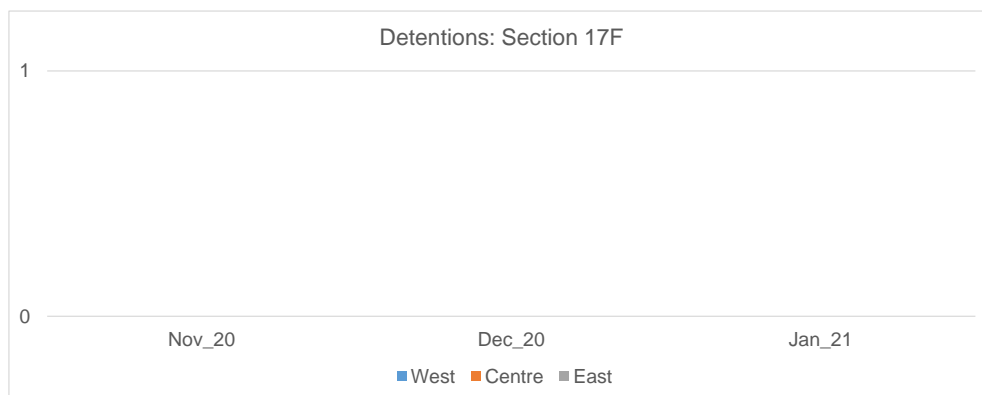 Detentions: Section 17F
1
0
Nov_20 Dec_20 Jan_21
West Centre East